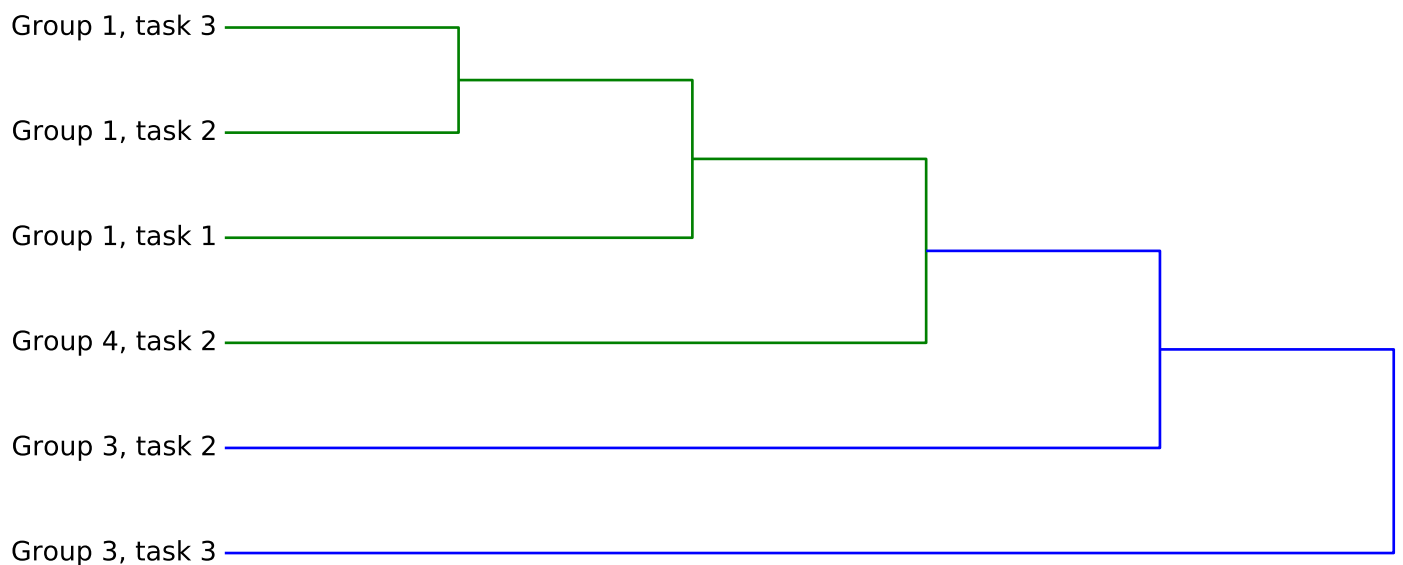 Group 1, task 3
Group 1, task 2
Group 1, task 1
Group 4, task 2
Group 3, task 2
Group 3, task 3